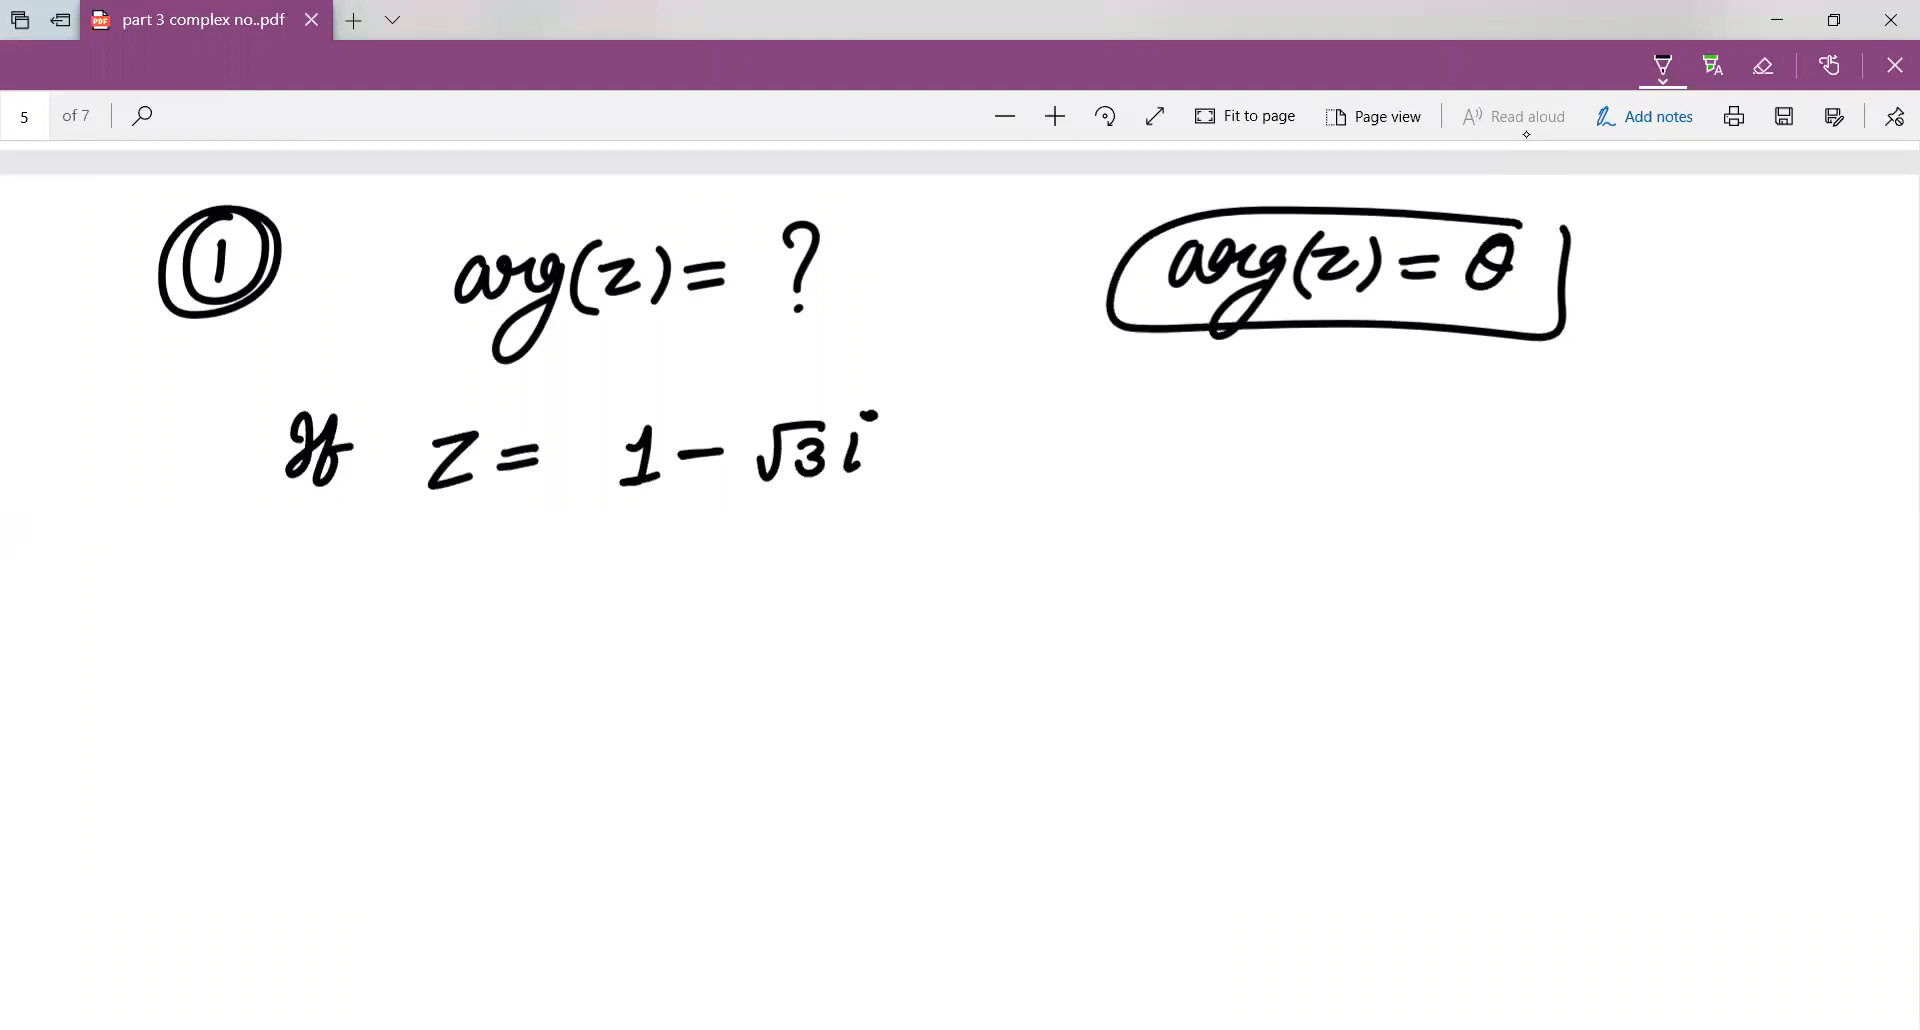 part 3 complex no..pdf
5 of 7
Fit to page
Page view
Read aloud
Add notes
① arg(z) = ? arg(z) = θ
If z = 1 - √3 i